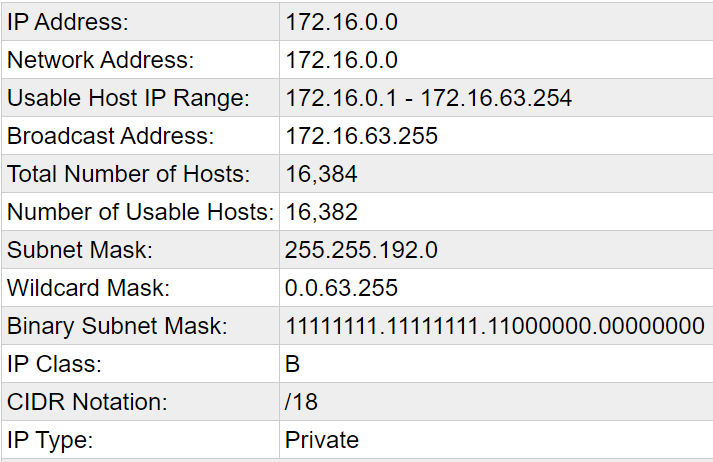 IP Address: 172.16.0.0
Network Address: 172.16.0.0
Usable Host IP Range: 172.16.0.1 - 172.16.63.254
Broadcast Address: 172.16.63.255
Total Number of Hosts: 16,384
Number of Usable Hosts: 16,382
Subnet Mask: 255.255.192.0
Wildcard Mask: 0.0.63.255
Binary Subnet Mask: 11111111.11111111.11000000.00000000
IP Class: B
CIDR Notation: /18
IP Type: Private